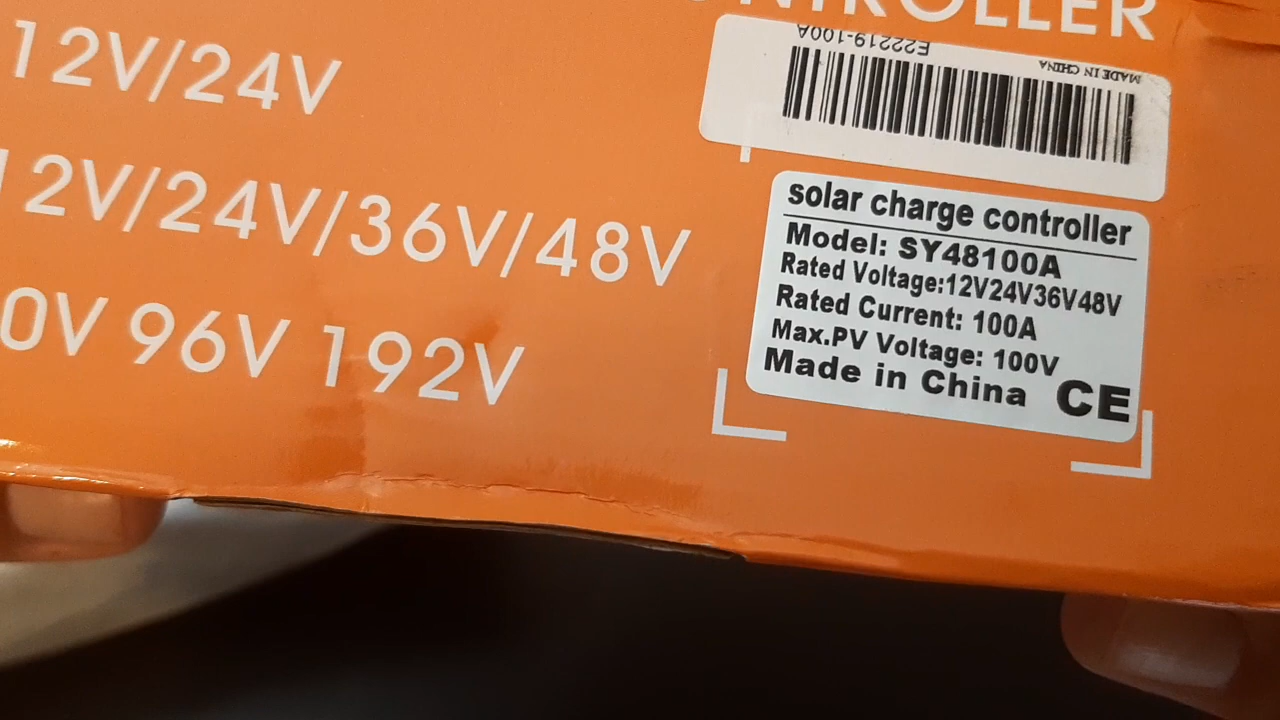 CONTROLLER
12V/24V
12V/24V/36V/48V
0V 96V 192V
E22219-100A
MADE IN CHINA
solar charge controller
Model: SY48100A
Rated Voltage:12V24V36V48V
Rated Current: 100A
Max.PV Voltage: 100V
Made in China CE